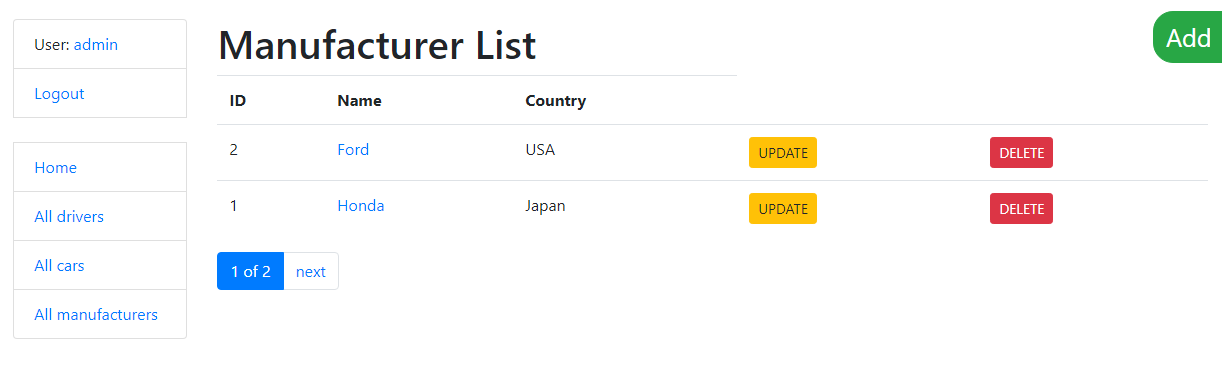 User: admin
Logout
Home
All drivers
All cars
All manufacturers
Manufacturer List
Add
ID Name Country
2 Ford USA UPDATE DELETE
1 Honda Japan UPDATE DELETE
1 of 2 next